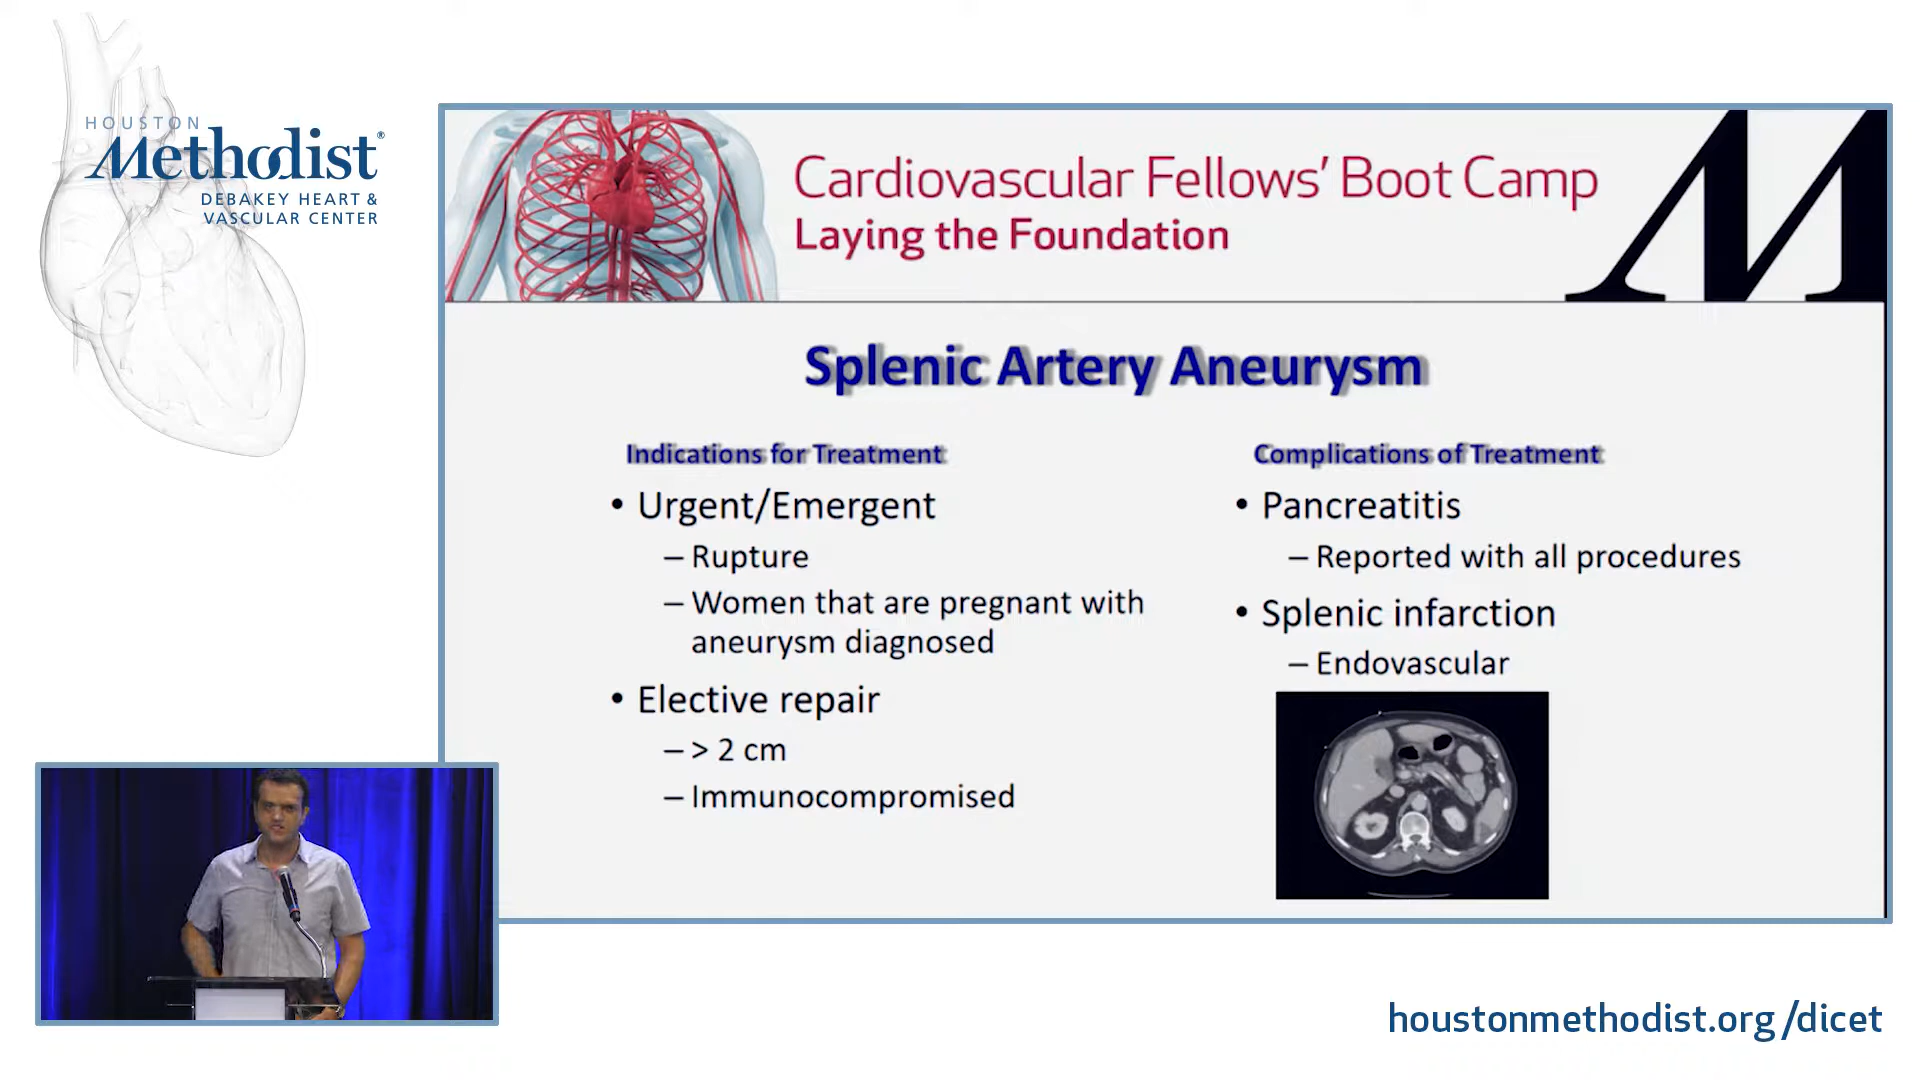 HOUSTON
Methodist®
DEBAKEY HEART &
VASCULAR CENTER
Cardiovascular Fellows' Boot Camp
Laying the Foundation
M
Splenic Artery Aneurysm
Indications for Treatment
• Urgent/Emergent
– Rupture
– Women that are pregnant with
aneurysm diagnosed
• Elective repair
– > 2 cm
– Immunocompromised
Complications of Treatment
• Pancreatitis
– Reported with all procedures
• Splenic infarction
– Endovascular
houstonmethodist.org/dicet